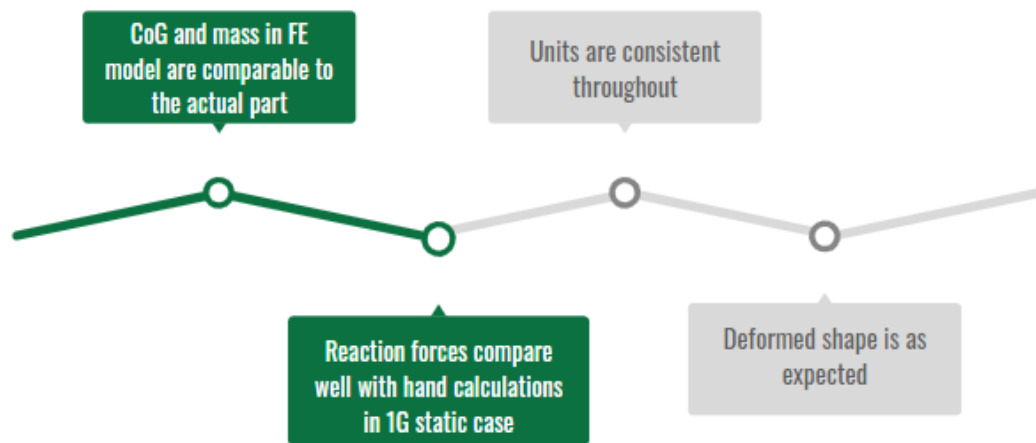 CoG and mass in FE
model are comparable to
the actual part
Units are consistent
throughout
Reaction forces compare
well with hand calculations
in 1G static case
Deformed shape is as
expected